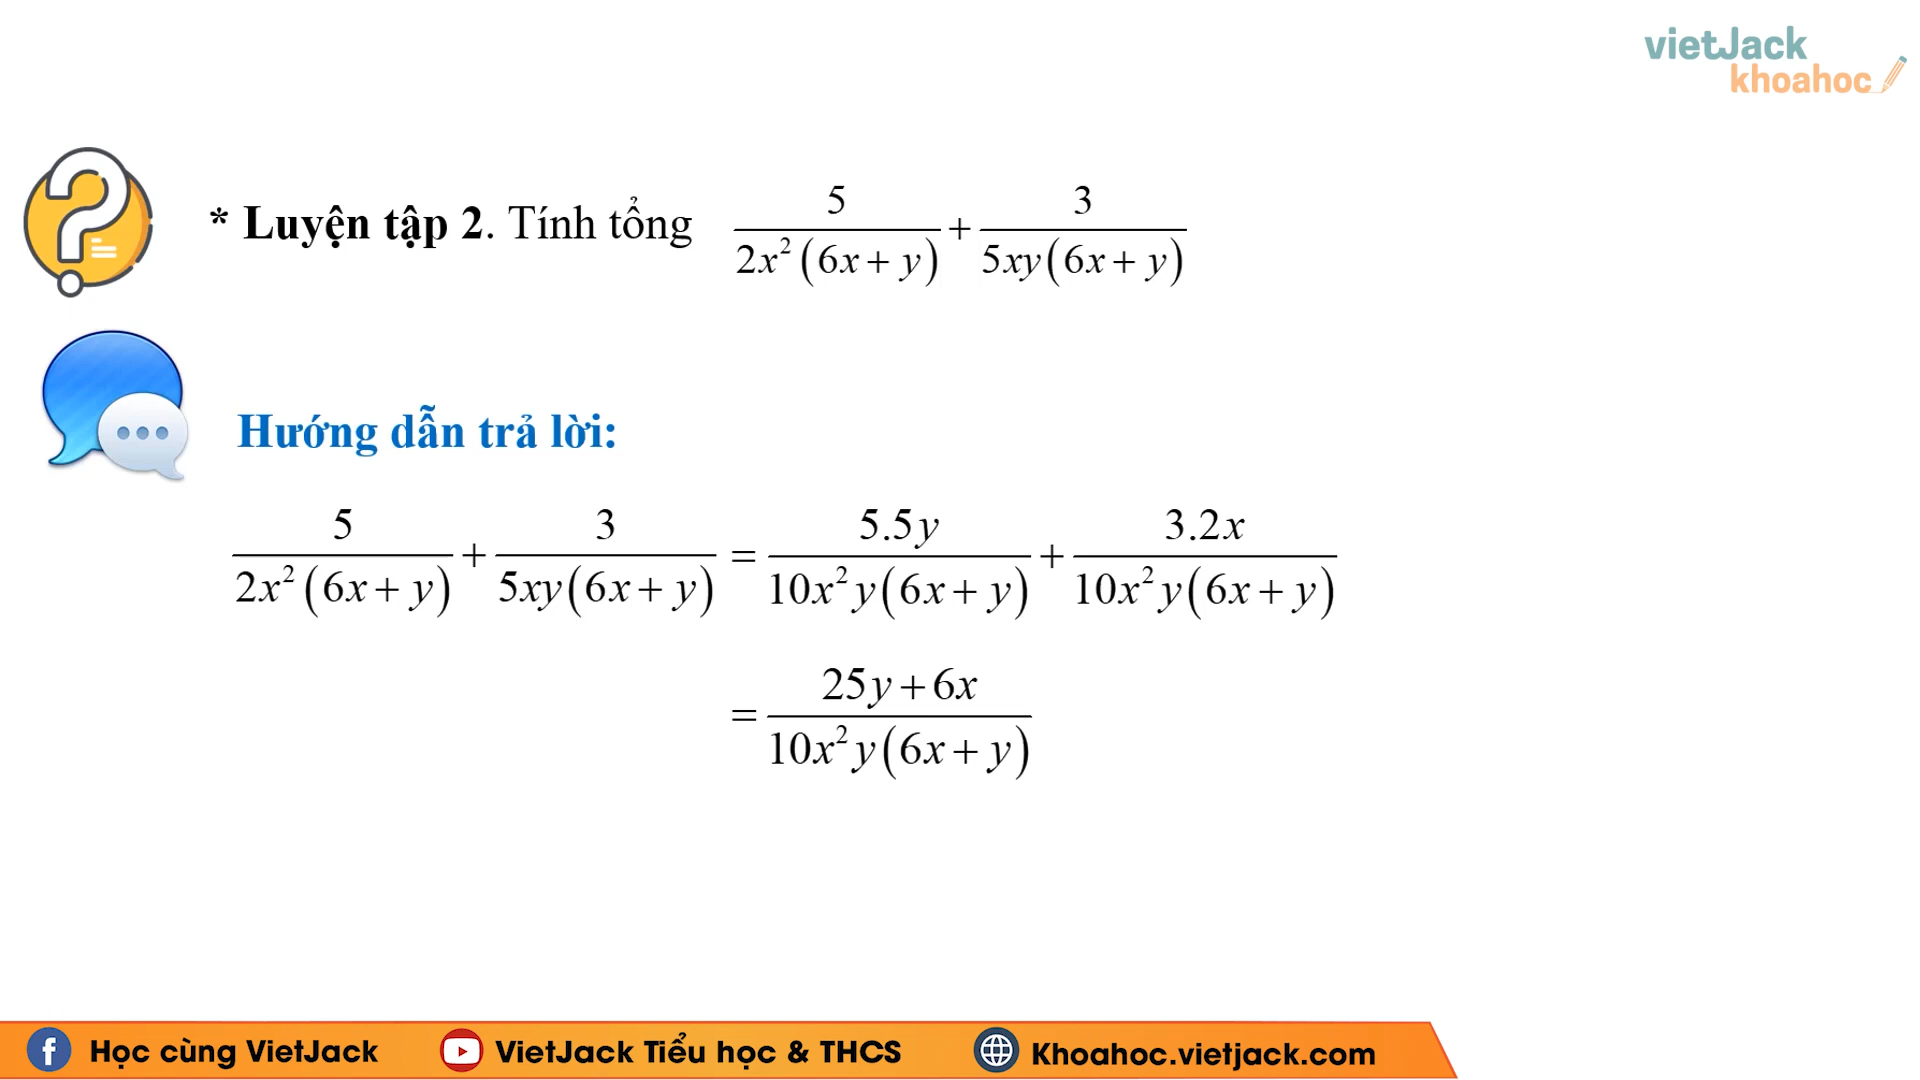 vietJack
khoahoc
* Luyện tập 2. Tính tổng 5/(2x²(6x + y)) + 3/(5xy(6x + y))
Hướng dẫn trả lời:
5/(2x²(6x + y)) + 3/(5xy(6x + y)) = 5.5y/(10x²y(6x + y)) + 3.2x/(10x²y(6x + y))
= (25y + 6x)/(10x²y(6x + y))
Học cùng VietJack VietJack Tiểu học & THCS Khoahoc.vietjack.com